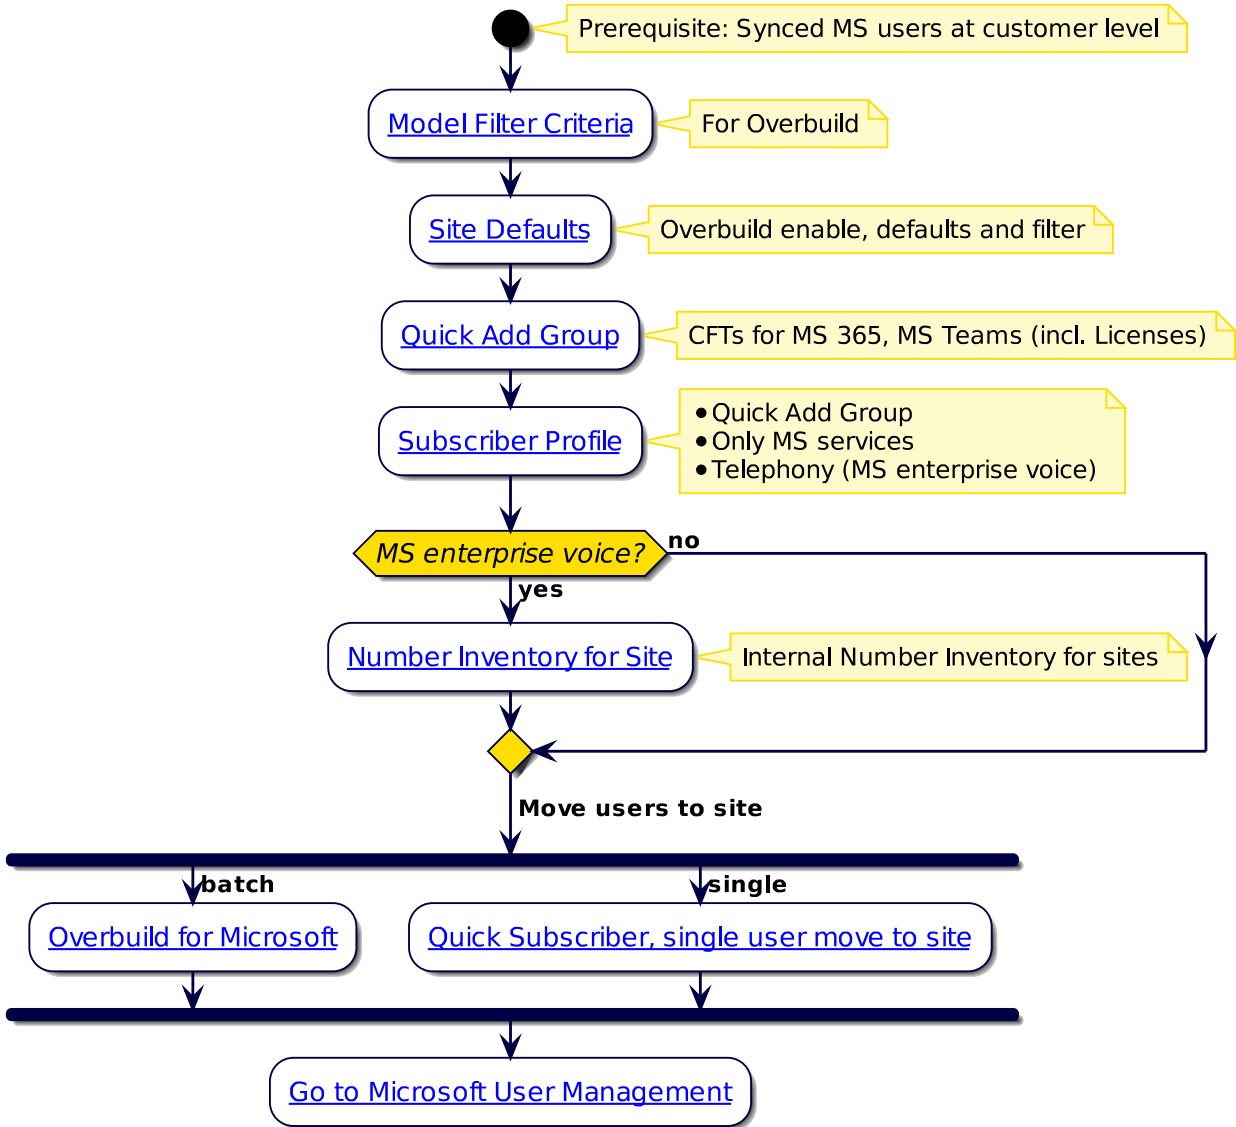 Prerequisite: Synced MS users at customer level
Model Filter Criteria
For Overbuild
Site Defaults
Overbuild enable, defaults and filter
Quick Add Group
CFTs for MS 365, MS Teams (incl. Licenses)
Subscriber Profile
• Quick Add Group
• Only MS services
• Telephony (MS enterprise voice)
MS enterprise voice?
no
yes
Number Inventory for Site
Internal Number Inventory for sites
Move users to site
batch
single
Overbuild for Microsoft
Quick Subscriber, single user move to site
Go to Microsoft User Management